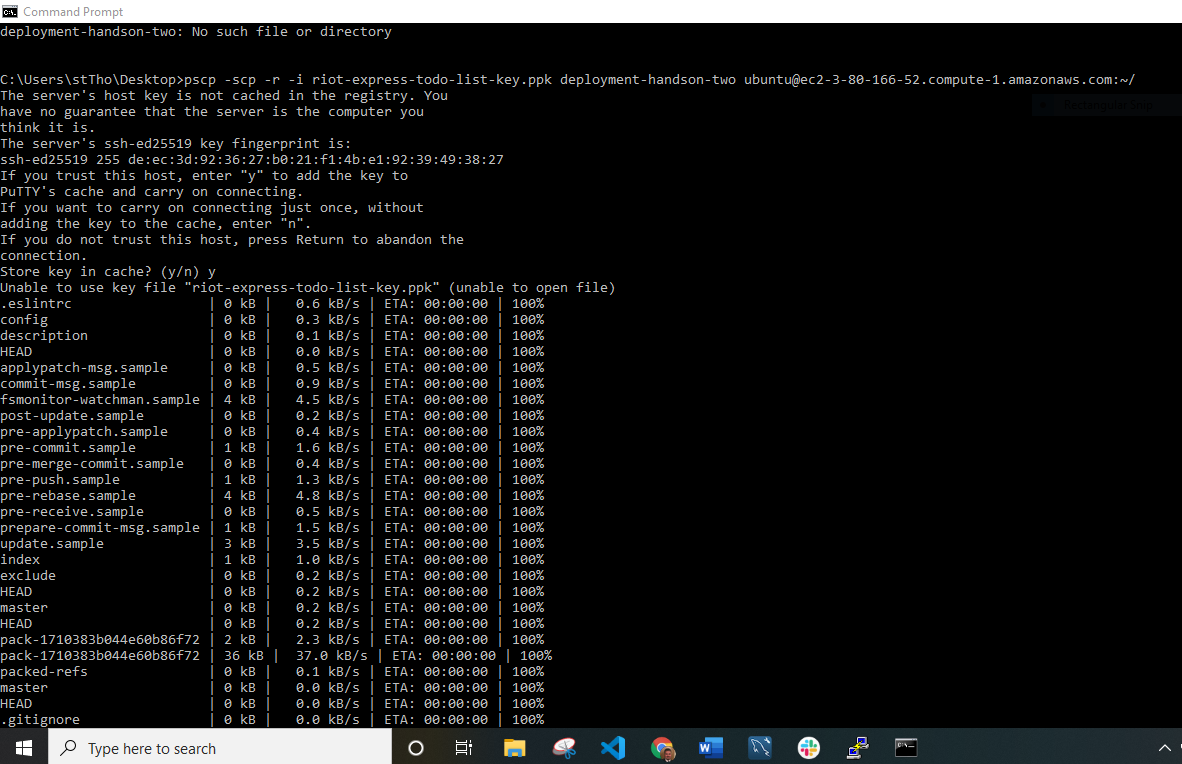 Command Prompt
deployment-handson-two: No such file or directory
C:\Users\stTho\Desktop>pscp -scp -r -i riot-express-todo-list-key.ppk deployment-handson-two ubuntu@ec2-3-80-166-52.compute-1.amazonaws.com:~/
The server's host key is not cached in the registry. You
have no guarantee that the server is the computer you
think it is.
The server's ssh-ed25519 key fingerprint is:
ssh-ed25519 255 de:ec:3d:92:36:27:b0:21:f1:4b:e1:92:39:49:38:27
If you trust this host, enter "y" to add the key to
PuTTY's cache and carry on connecting.
If you want to carry on connecting just once, without
adding the key to the cache, enter "n".
If you do not trust this host, press Return to abandon the
connection.
Store key in cache? (y/n) y
Unable to use key file "riot-express-todo-list-key.ppk" (unable to open file)
.eslintrc | 0 kB | 0.6 kB/s | ETA: 00:00:00 | 100%
config | 0 kB | 0.3 kB/s | ETA: 00:00:00 | 100%
description | 0 kB | 0.1 kB/s | ETA: 00:00:00 | 100%
HEAD | 0 kB | 0.0 kB/s | ETA: 00:00:00 | 100%
applypatch-msg.sample | 0 kB | 0.5 kB/s | ETA: 00:00:00 | 100%
commit-msg.sample | 0 kB | 0.9 kB/s | ETA: 00:00:00 | 100%
fsmonitor-watchman.sample | 4 kB | 4.5 kB/s | ETA: 00:00:00 | 100%
post-update.sample | 0 kB | 0.2 kB/s | ETA: 00:00:00 | 100%
pre-applypatch.sample | 0 kB | 0.4 kB/s | ETA: 00:00:00 | 100%
pre-commit.sample | 1 kB | 1.6 kB/s | ETA: 00:00:00 | 100%
pre-merge-commit.sample | 0 kB | 0.4 kB/s | ETA: 00:00:00 | 100%
pre-push.sample | 1 kB | 1.3 kB/s | ETA: 00:00:00 | 100%
pre-rebase.sample | 4 kB | 4.8 kB/s | ETA: 00:00:00 | 100%
pre-receive.sample | 0 kB | 0.5 kB/s | ETA: 00:00:00 | 100%
prepare-commit-msg.sample | 1 kB | 1.5 kB/s | ETA: 00:00:00 | 100%
update.sample | 3 kB | 3.5 kB/s | ETA: 00:00:00 | 100%
index | 1 kB | 1.0 kB/s | ETA: 00:00:00 | 100%
exclude | 0 kB | 0.2 kB/s | ETA: 00:00:00 | 100%
HEAD | 0 kB | 0.2 kB/s | ETA: 00:00:00 | 100%
master | 0 kB | 0.2 kB/s | ETA: 00:00:00 | 100%
HEAD | 0 kB | 0.2 kB/s | ETA: 00:00:00 | 100%
pack-1710383b044e60b86f72 | 2 kB | 2.3 kB/s | ETA: 00:00:00 | 100%
pack-1710383b044e60b86f72 | 36 kB | 37.0 kB/s | ETA: 00:00:00 | 100%
packed-refs | 0 kB | 0.1 kB/s | ETA: 00:00:00 | 100%
master | 0 kB | 0.0 kB/s | ETA: 00:00:00 | 100%
HEAD | 0 kB | 0.0 kB/s | ETA: 00:00:00 | 100%
.gitignore | 0 kB | 0.0 kB/s | ETA: 00:00:00 | 100%
Type here to search